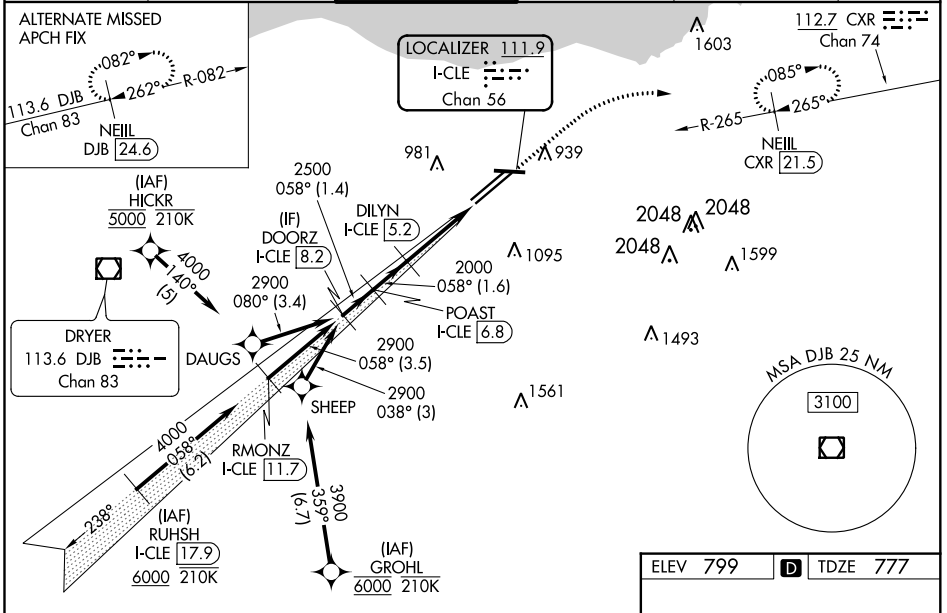 ALTERNATE MISSED
APCH FIX
082°
R-082
262°
113.6 DJB
Chan 83
NEIIL
DJB 24.6
LOCALIZER 111.9
I-CLE
Chan 56
1603
112.7 CXR
Chan 74
085°
265°
R-265
NEIIL
CXR 21.5
981
939
2500
058° (1.4)
(IAF)
HICKR
5000 210K
(IF)
DOORZ
I-CLE 8.2
DILYN
I-CLE 5.2
2048
2048
2048
1599
1095
4000
140°
(5)
2900
080° (3.4)
2000
058° (1.6)
POAST
I-CLE 6.8
DRYER
113.6 DJB
Chan 83
DAUGS
2900
058° (3.5)
1493
2900
038° (3)
SHEEP
1561
MSA DJB 25 NM
3100
4000
058°
(6.2)
RMONZ
I-CLE 11.7
3900
359°
(6.7)
238°
(IAF)
RUHSH
I-CLE 17.9
6000 210K
(IAF)
GROHL
6000 210K
ELEV 799 D TDZE 777